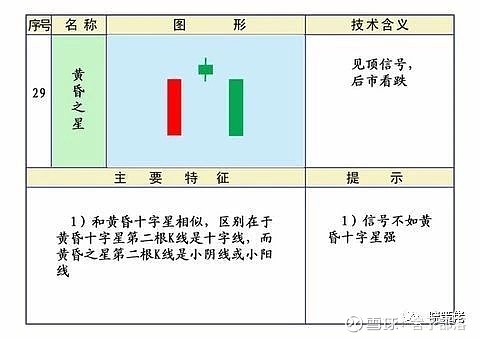 序号 名称 图形 技术含义
29
黄昏之星
见顶信号，
后市看跌
主要特征 提示
1）和黄昏十字星相似，区别在于
黄昏十字星第二根K线是十字线，而
黄昏之星第二根K线是小阴线或小阳
线
1）信号不如黄
昏十字星强
雪球